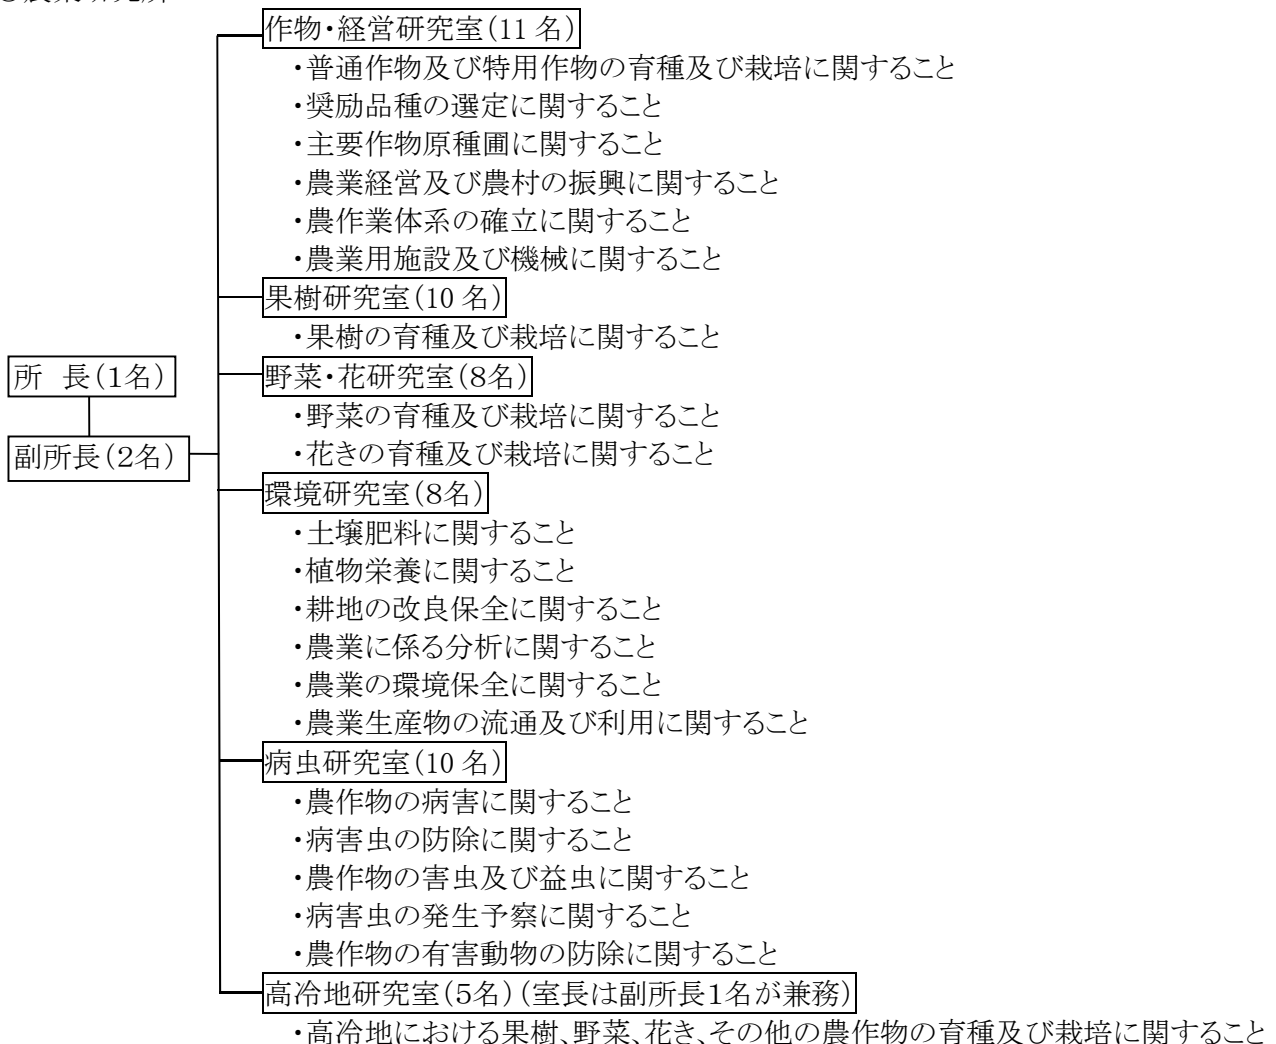 農業研究所
作物・経営研究室(11 名)
・普通作物及び特用作物の育種及び栽培に関すること
・奨励品種の選定に関すること
・主要作物原種圃に関すること
・農業経営及び農村の振興に関すること
・農作業体系の確立に関すること
・農業用施設及び機械に関すること
果樹研究室(10 名)
・果樹の育種及び栽培に関すること
所 長(1名)
野菜・花研究室(8名)
・野菜の育種及び栽培に関すること
副所長(2名)
・花きの育種及び栽培に関すること
環境研究室(8名)
・土壌肥料に関すること
・植物栄養に関すること
・耕地の改良保全に関すること
・農業に係る分析に関すること
・農業の環境保全に関すること
・農業生産物の流通及び利用に関すること
病虫研究室(10 名)
・農作物の病害に関すること
・病害虫の防除に関すること
・農作物の害虫及び益虫に関すること
・病害虫の発生予察に関すること
・農作物の有害動物の防除に関すること
高冷地研究室(5名)(室長は副所長1名が兼務)
・高冷地における果樹、野菜、花き、その他の農作物の育種及び栽培に関すること